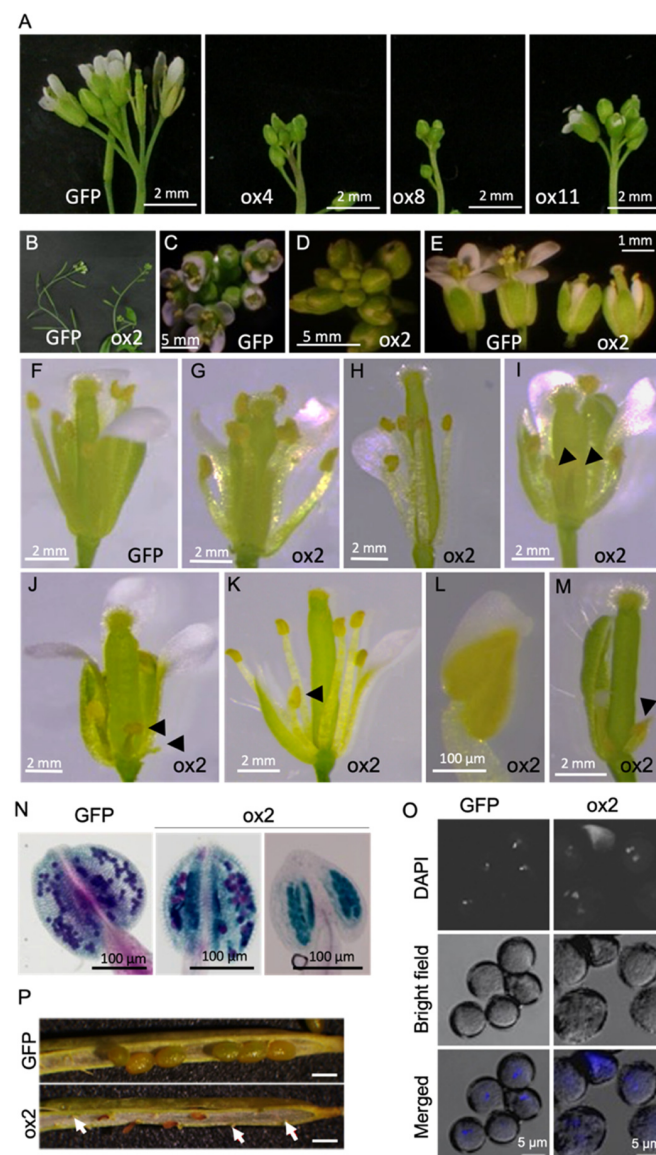 A
GFP 2 mm ox4 2 mm ox8 2 mm ox11 2 mm
B C D E
1 mm
GFP ox2 5 mm GFP 5 mm ox2 GFP ox2
F G H I
2 mm GFP 2 mm ox2 2 mm ox2 2 mm ox2
J K L M
2 mm ox2 2 mm ox2 100 µm ox2 2 mm ox2
N GFP ox2
100 µm 100 µm 100 µm
O GFP ox2
DAPI
Bright field
Merged
5 µm 5 µm
P
GFP
ox2